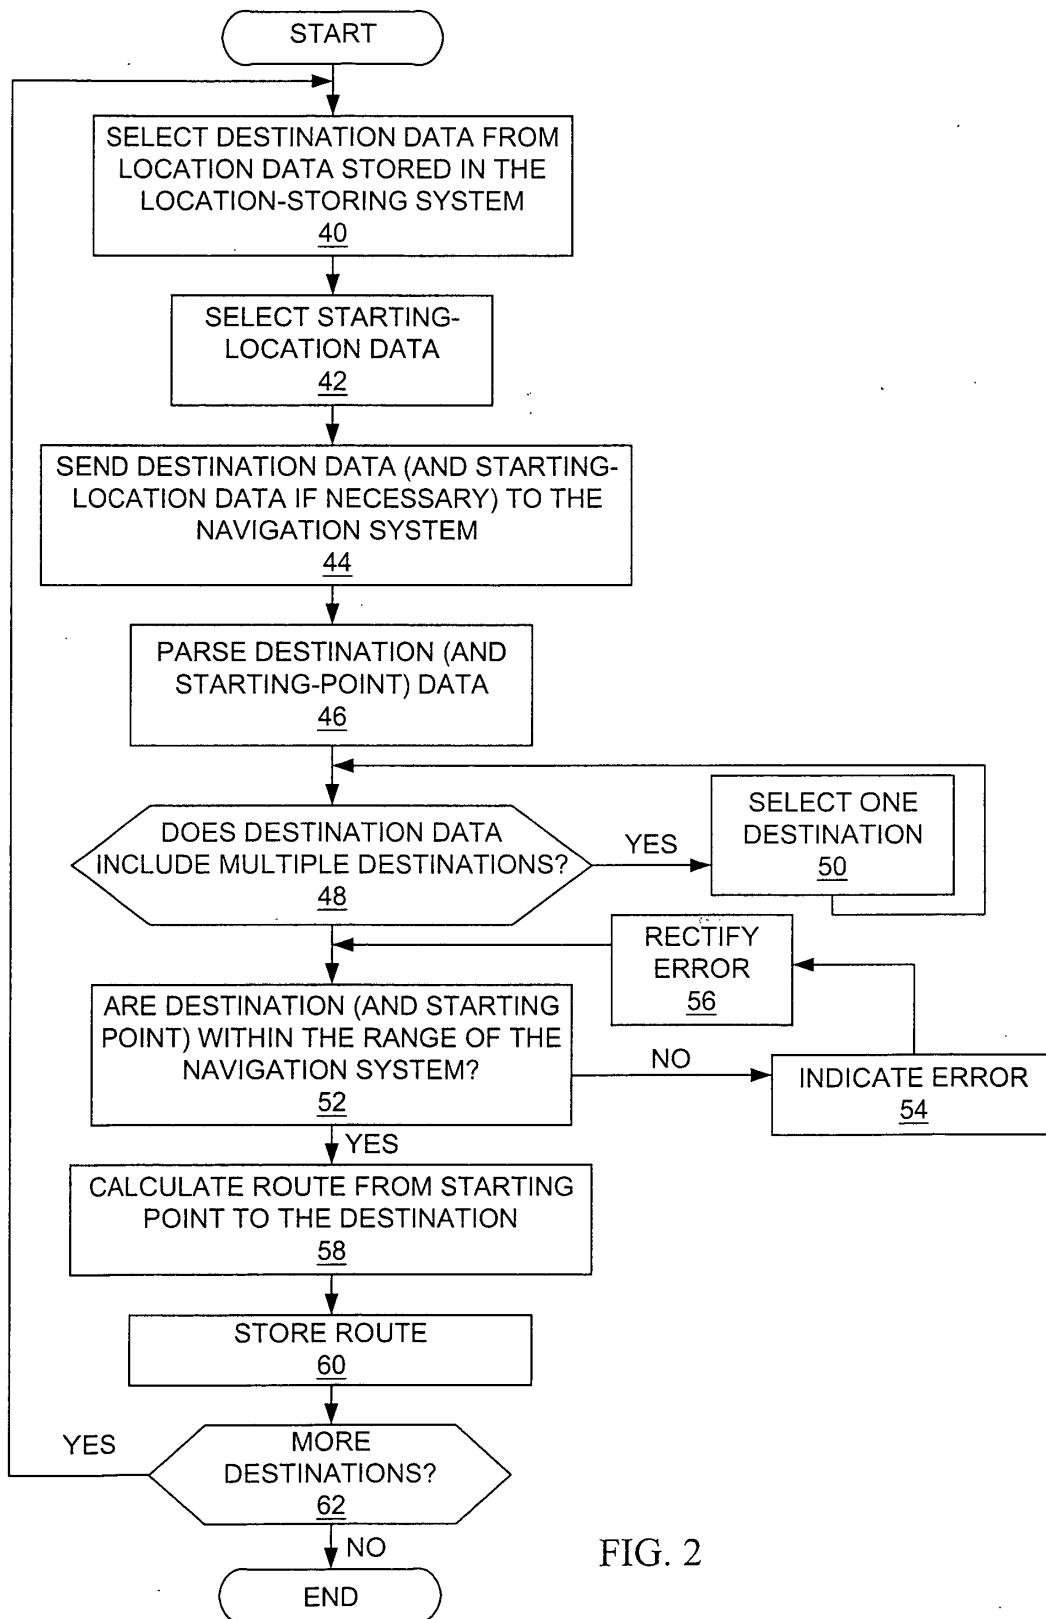 START
SELECT DESTINATION DATA FROM
LOCATION DATA STORED IN THE
LOCATION-STORING SYSTEM
40
SELECT STARTING-
LOCATION DATA
42
SEND DESTINATION DATA (AND STARTING-
LOCATION DATA IF NECESSARY) TO THE
NAVIGATION SYSTEM
44
PARSE DESTINATION (AND
STARTING-POINT) DATA
46
DOES DESTINATION DATA
INCLUDE MULTIPLE DESTINATIONS?
48
YES
SELECT ONE
DESTINATION
50
RECTIFY
ERROR
56
ARE DESTINATION (AND STARTING
POINT) WITHIN THE RANGE OF THE
NAVIGATION SYSTEM?
52
NO
INDICATE ERROR
54
YES
CALCULATE ROUTE FROM STARTING
POINT TO THE DESTINATION
58
STORE ROUTE
60
YES
MORE
DESTINATIONS?
62
NO
END
FIG. 2